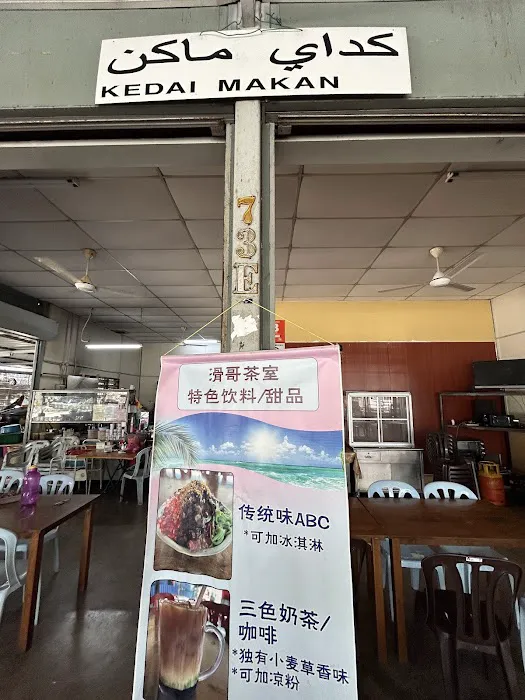 كداي ماكن
KEDAI MAKAN
73E
滑哥茶室
特色饮料/甜品
传统味ABC
*可加冰淇淋
三色奶茶/
咖啡
*独有小麦草香味
*可加凉粉